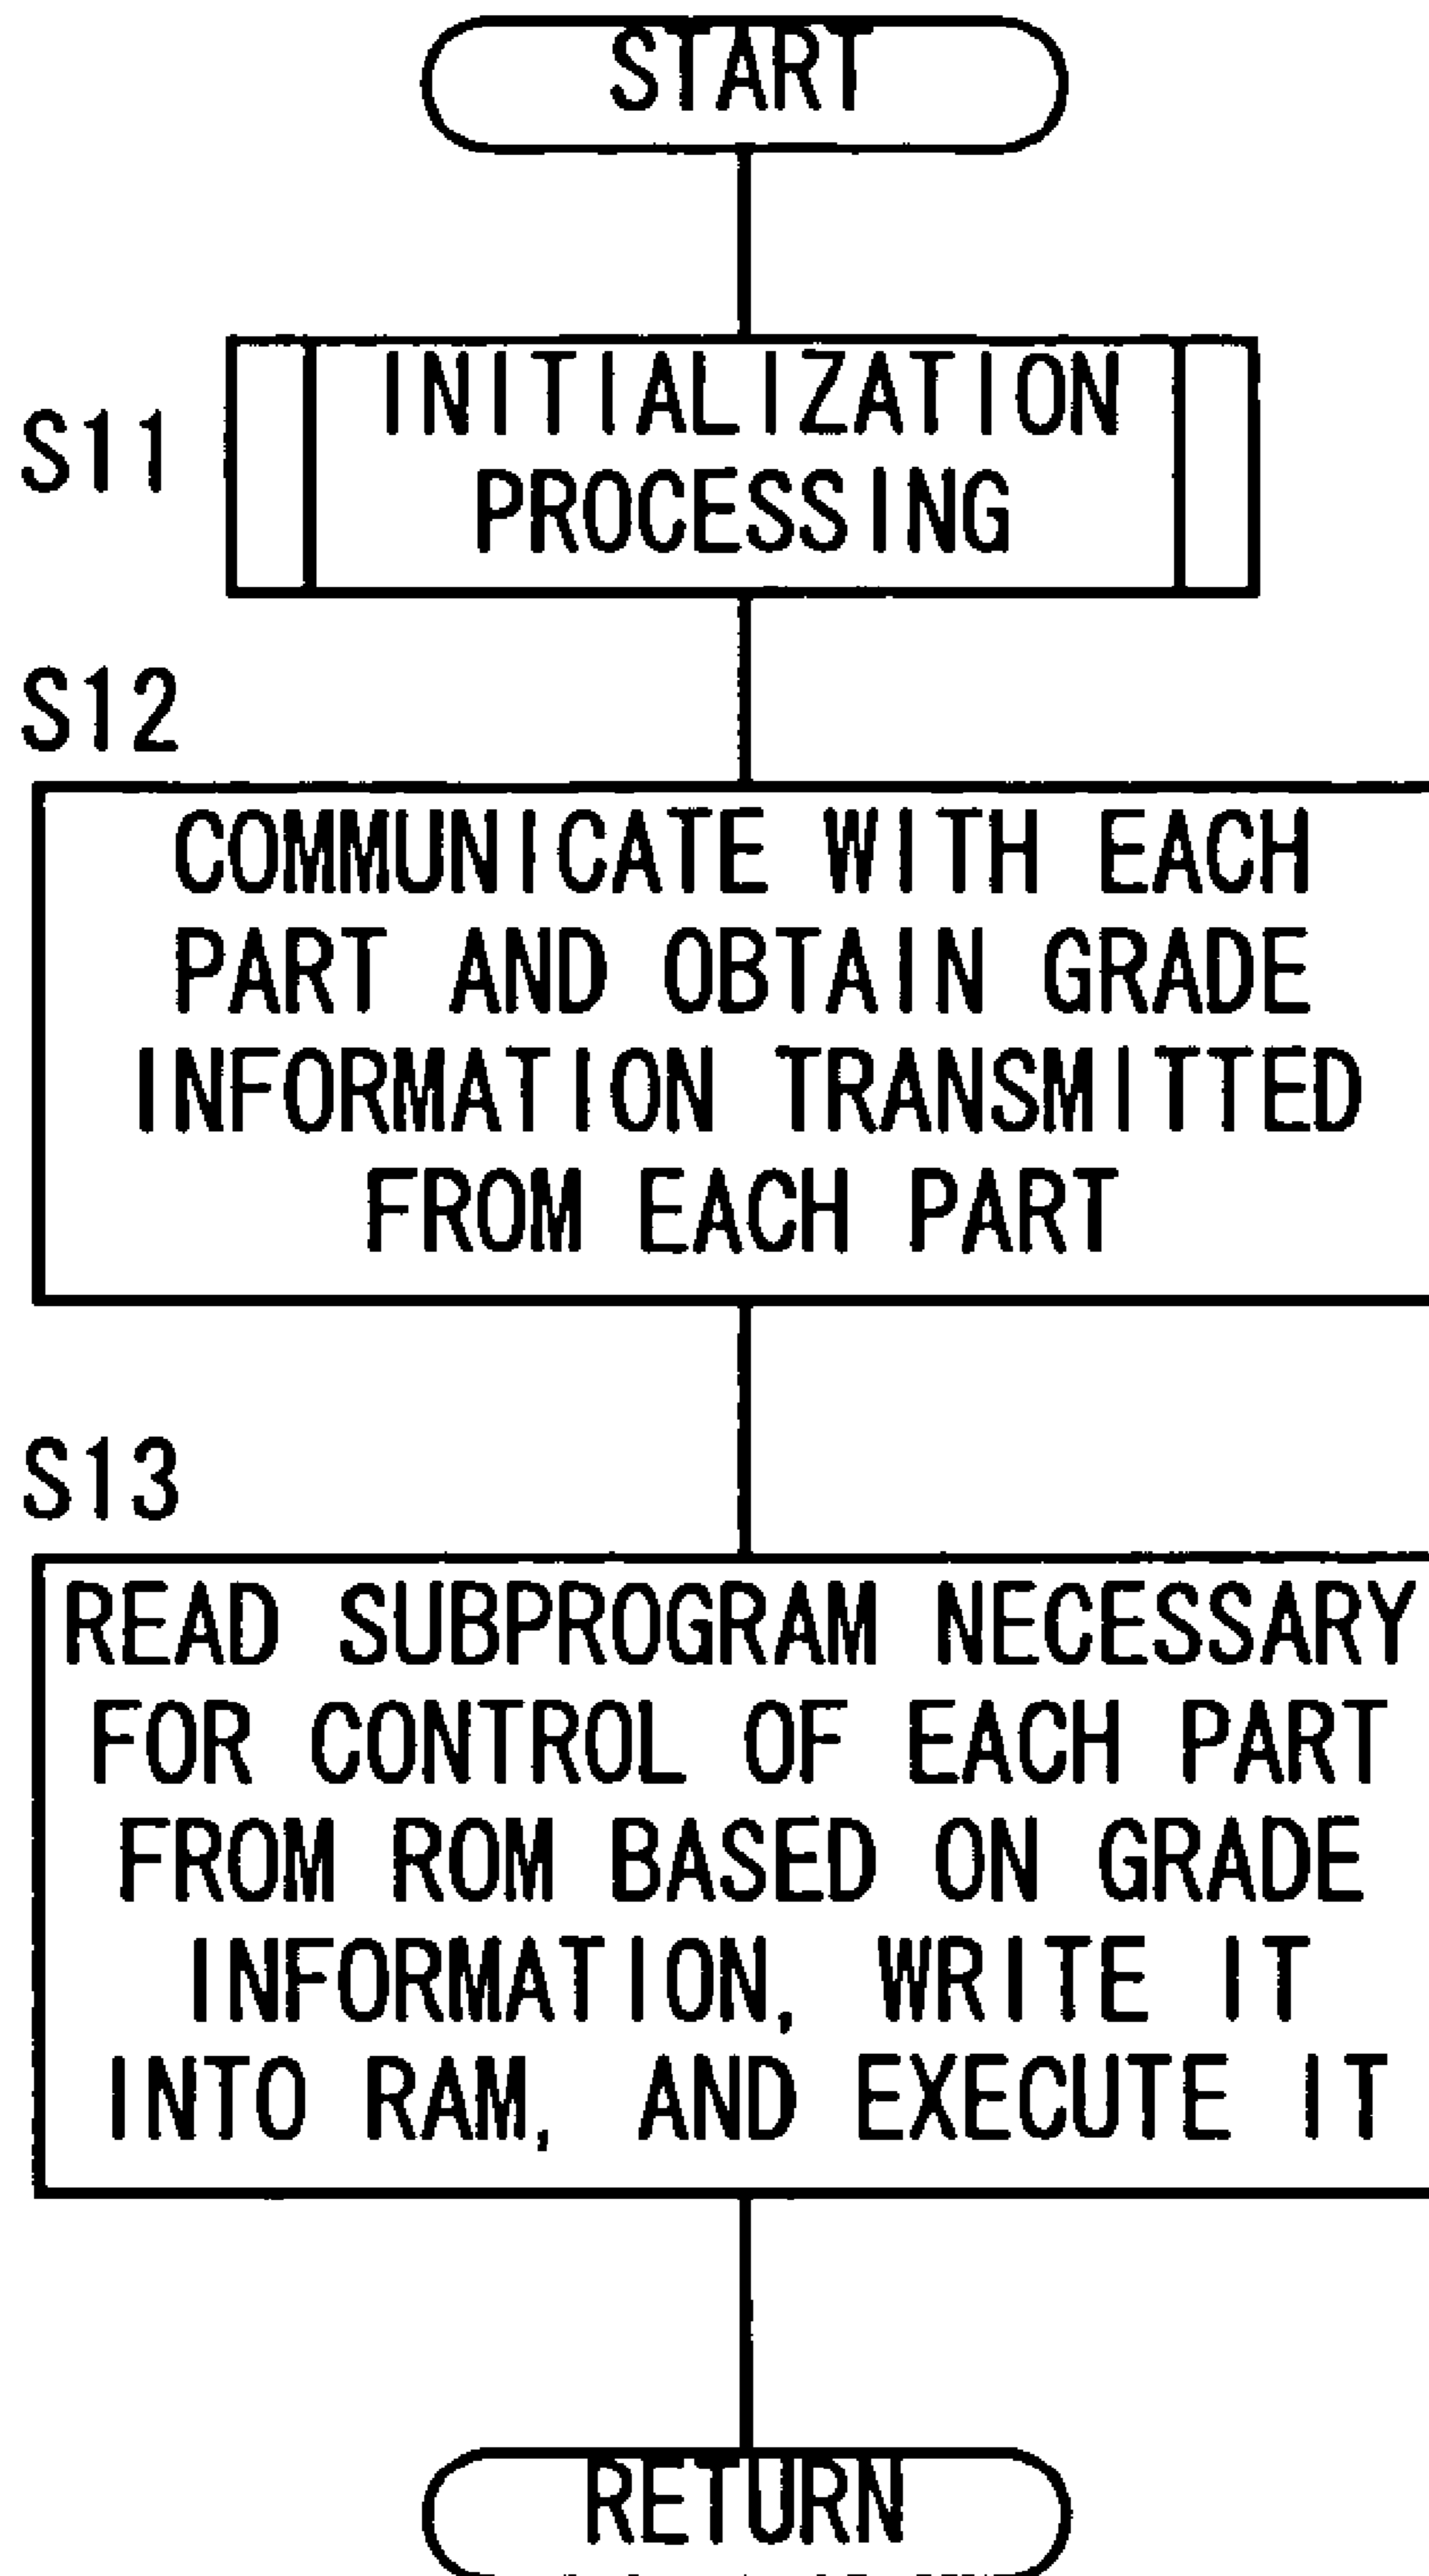 START
S11
INITIALIZATION
PROCESSING
S12
COMMUNICATE WITH EACH
PART AND OBTAIN GRADE
INFORMATION TRANSMITTED
FROM EACH PART
S13
READ SUBPROGRAM NECESSARY
FOR CONTROL OF EACH PART
FROM ROM BASED ON GRADE
INFORMATION, WRITE IT
INTO RAM, AND EXECUTE IT
RETURN